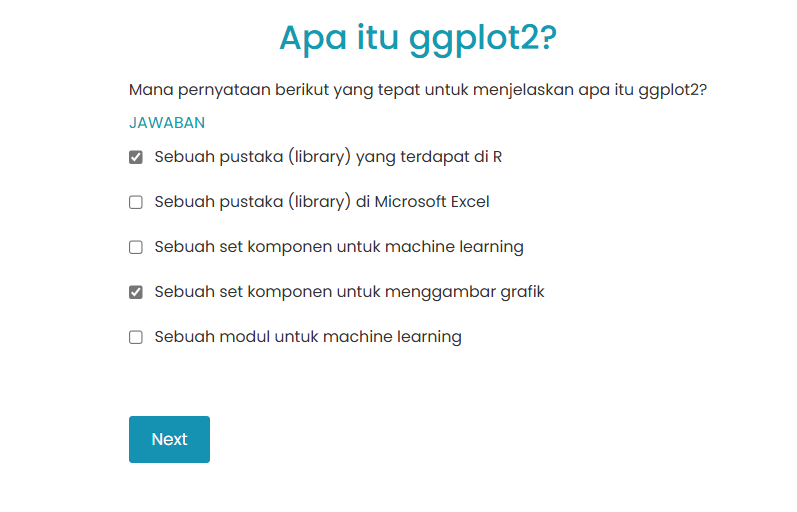 Apa itu ggplot2?
Mana pernyataan berikut yang tepat untuk menjelaskan apa itu ggplot2?
JAWABAN
Sebuah pustaka (library) yang terdapat di R
Sebuah pustaka (library) di Microsoft Excel
Sebuah set komponen untuk machine learning
Sebuah set komponen untuk menggambar grafik
Sebuah modul untuk machine learning
Next